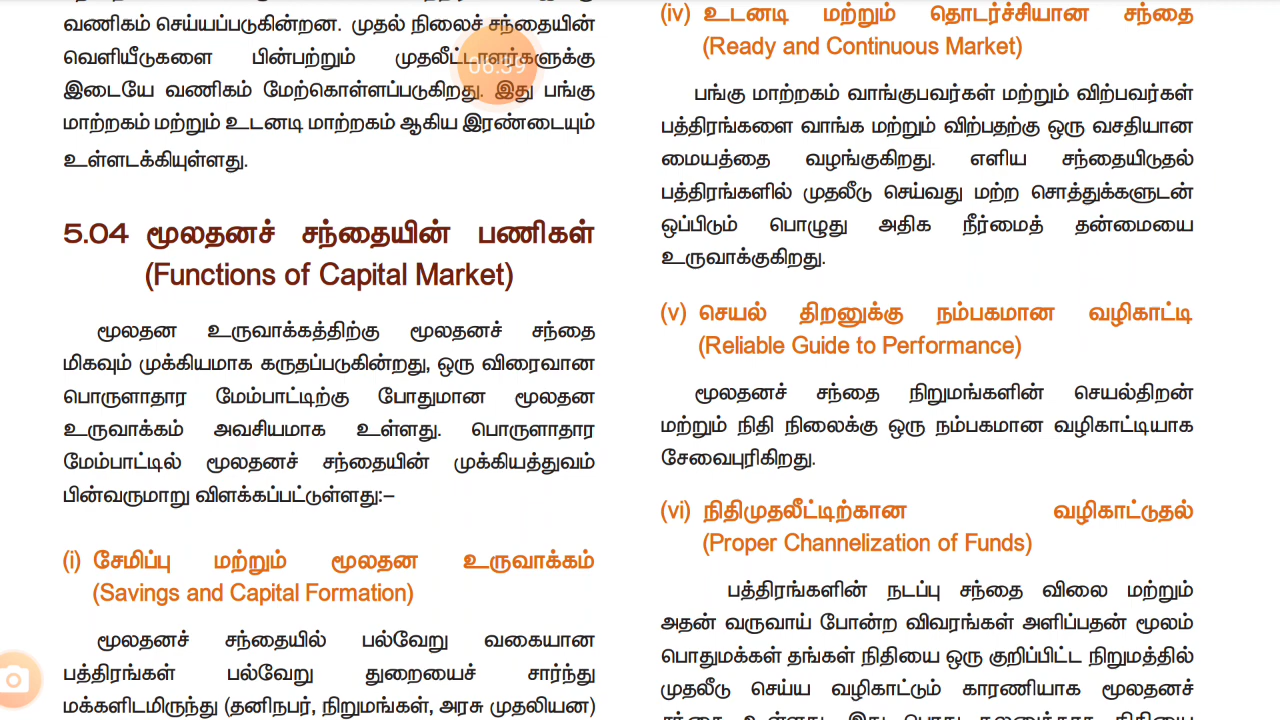 வணிகம் செய்யப்படுகின்றன. முதல் நிலைச் சந்தையின்
வெளியீடுகளை பின்பற்றும் முதலீட்டாளர்களுக்கு
இடையே வணிகம் மேற்கொள்ளப்படுகிறது. இது பங்கு
மாற்றகம் மற்றும் உடனடி மாற்றகம் ஆகிய இரண்டையும்
உள்ளடக்கியுள்ளது.
5.04 மூலதனச் சந்தையின் பணிகள்
(Functions of Capital Market)
மூலதன உருவாக்கத்திற்கு மூலதனச் சந்தை
மிகவும் முக்கியமாக கருதப்படுகின்றது, ஒரு விரைவான
பொருளாதார மேம்பாட்டிற்கு போதுமான மூலதன
உருவாக்கம் அவசியமாக உள்ளது. பொருளாதார
மேம்பாட்டில் மூலதனச் சந்தையின் முக்கியத்துவம்
பின்வருமாறு விளக்கப்பட்டுள்ளது:–
(i) சேமிப்பு மற்றும் மூலதன உருவாக்கம்
(Savings and Capital Formation)
மூலதனச் சந்தையில் பல்வேறு வகையான
பத்திரங்கள் பல்வேறு துறையைச் சார்ந்து
மக்களிடமிருந்து (தனிநபர், நிறுமங்கள், அரசு முதலியன)
(iv) உடனடி மற்றும் தொடர்ச்சியான சந்தை
(Ready and Continuous Market)
பங்கு மாற்றகம் வாங்குபவர்கள் மற்றும் விற்பவர்கள்
பத்திரங்களை வாங்க மற்றும் விற்பதற்கு ஒரு வசதியான
மையத்தை வழங்குகிறது. எளிய சந்தையிடுதல்
பத்திரங்களில் முதலீடு செய்வது மற்ற சொத்துக்களுடன்
ஒப்பிடும் பொழுது அதிக நீர்மைத் தன்மையை
உருவாக்குகிறது.
(v) செயல் திறனுக்கு நம்பகமான வழிகாட்டி
(Reliable Guide to Performance)
மூலதனச் சந்தை நிறுமங்களின் செயல்திறன்
மற்றும் நிதி நிலைக்கு ஒரு நம்பகமான வழிகாட்டியாக
சேவைபுரிகிறது.
(vi) நிதிமுதலீட்டிற்கான வழிகாட்டுதல்
(Proper Channelization of Funds)
பத்திரங்களின் நடப்பு சந்தை விலை மற்றும்
அதன் வருவாய் போன்ற விவரங்கள் அளிப்பதன் மூலம்
பொதுமக்கள் தங்கள் நிதியை ஒரு குறிப்பிட்ட நிறுமத்தில்
முதலீடு செய்ய வழிகாட்டும் காரணியாக மூலதனச்